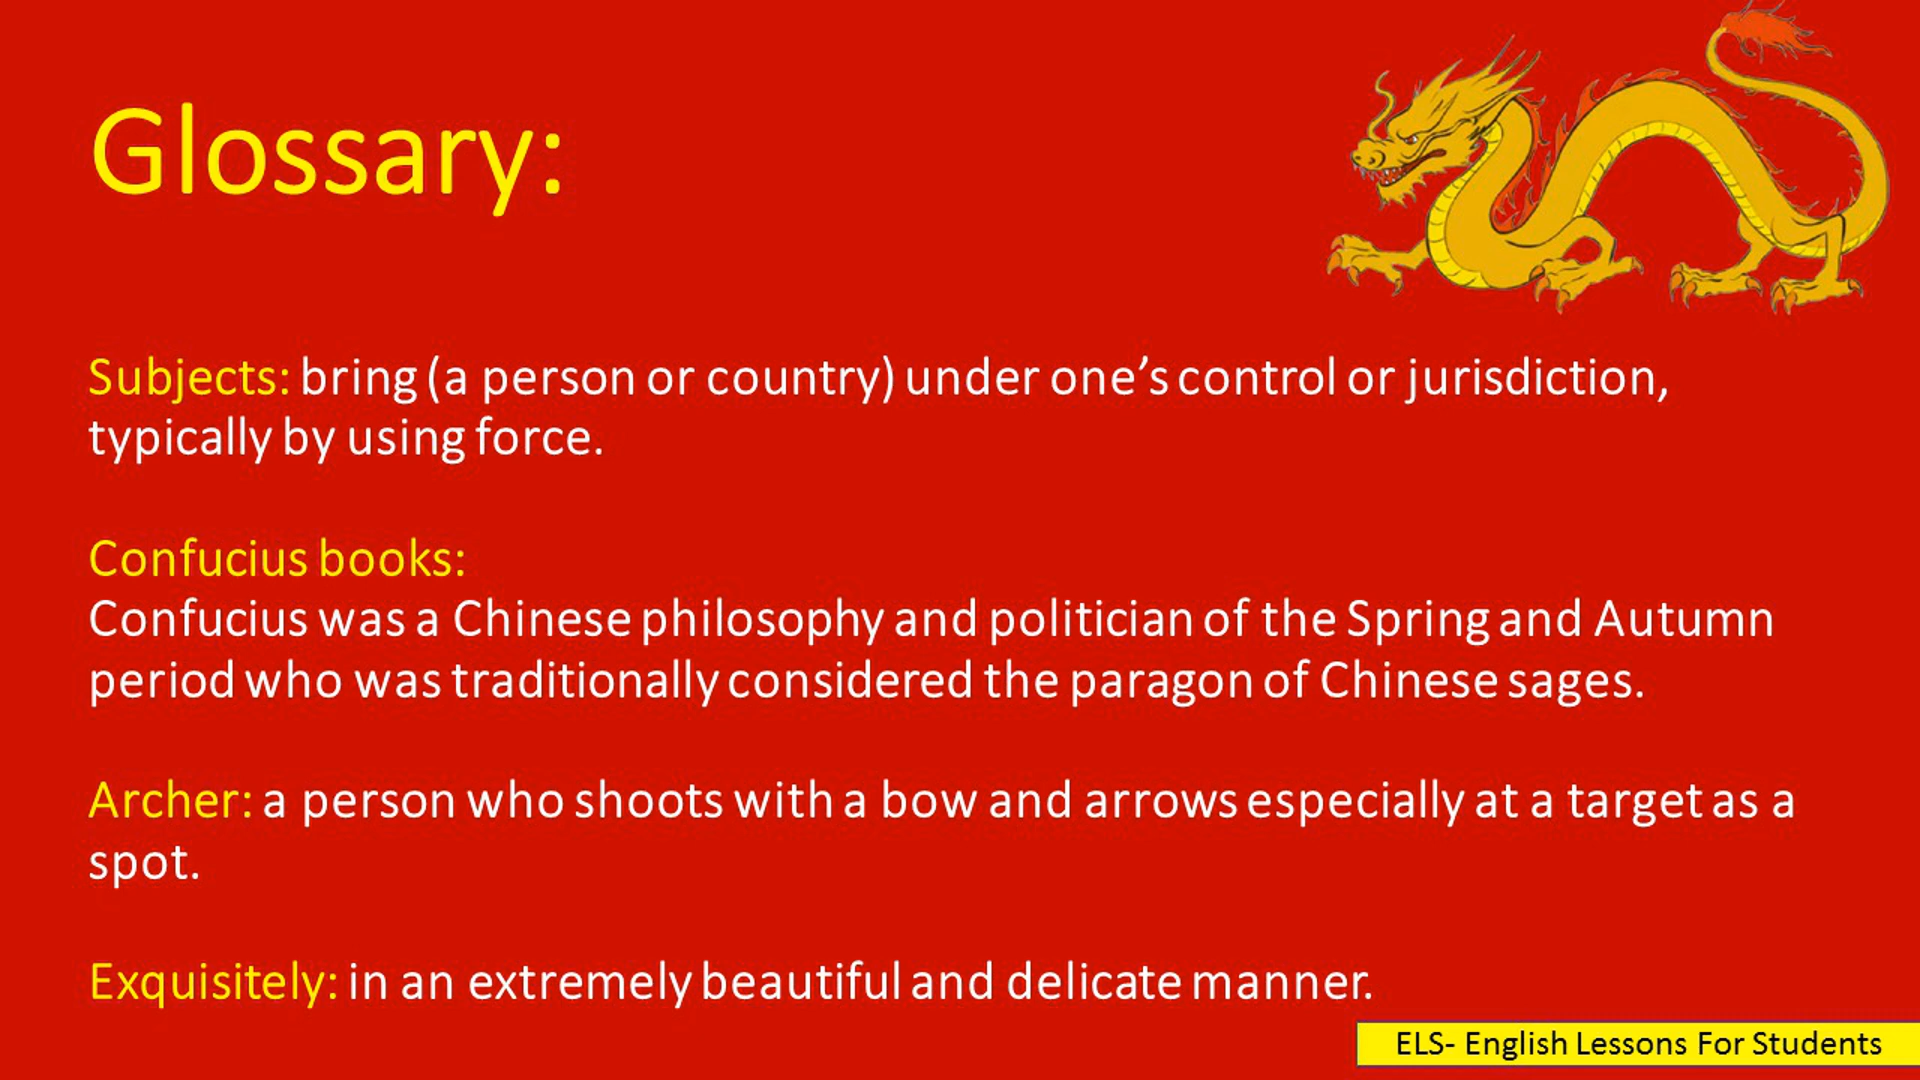 Glossary:
Subjects: bring (a person or country) under one’s control or jurisdiction,
typically by using force.
Confucius books:
Confucius was a Chinese philosophy and politician of the Spring and Autumn
period who was traditionally considered the paragon of Chinese sages.
Archer: a person who shoots with a bow and arrows especially at a target as a
spot.
Exquisitely: in an extremely beautiful and delicate manner.
ELS- English Lessons For Students